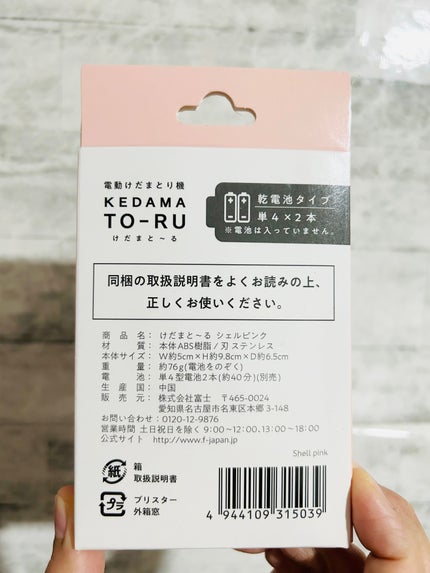 電動けだまとり機
KEDAMA
TO-RU
けだまと〜る
乾電池タイプ
単4×2本
※電池は入っていません。
同梱の取扱説明書をよくお読みの上、
正しくお使いください。
商品名：けだまと〜る シェルピンク
材質：本体ABS樹脂/刃 ステンレス
本体サイズ：W約5cm×H約9.8cm×D約6.5cm
重量：約76g(電池をのぞく)
電池：単4型電池2本(約40分)(別売)
生産国：中国
販売元：株式会社富士 〒465-0024
愛知県名古屋市名東区本郷3-148
お問い合わせ：0120-12-9876
営業時間 土日祝日を除く9:00〜12:00、13:00〜18:00
公式サイト http://www.f-japan.jp
Shell pink
紙 箱
取扱説明書
プラ ブリスター
外箱窓
4 944109 315039